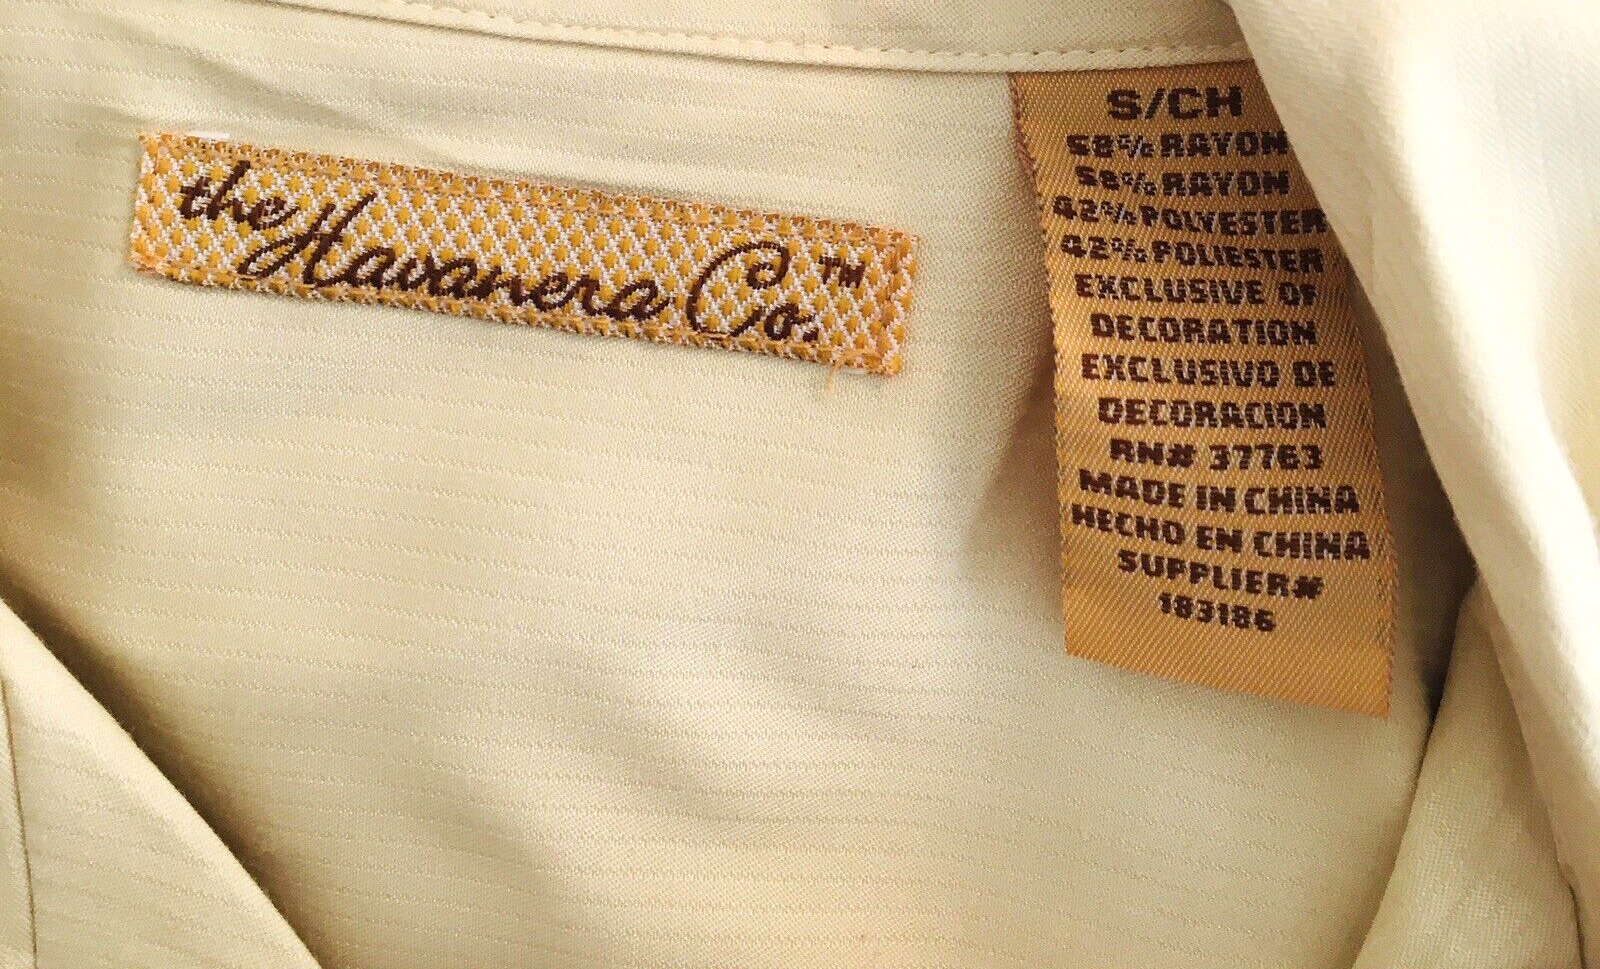 the Havanera Co.™
S/CH
58% RAYON
58% RAYON
42% POLYESTER
42% POLIESTER
EXCLUSIVE OF
DECORATION
EXCLUSIVO DE
DECORACION
RN# 37763
MADE IN CHINA
HECHO EN CHINA
SUPPLIER#
183186